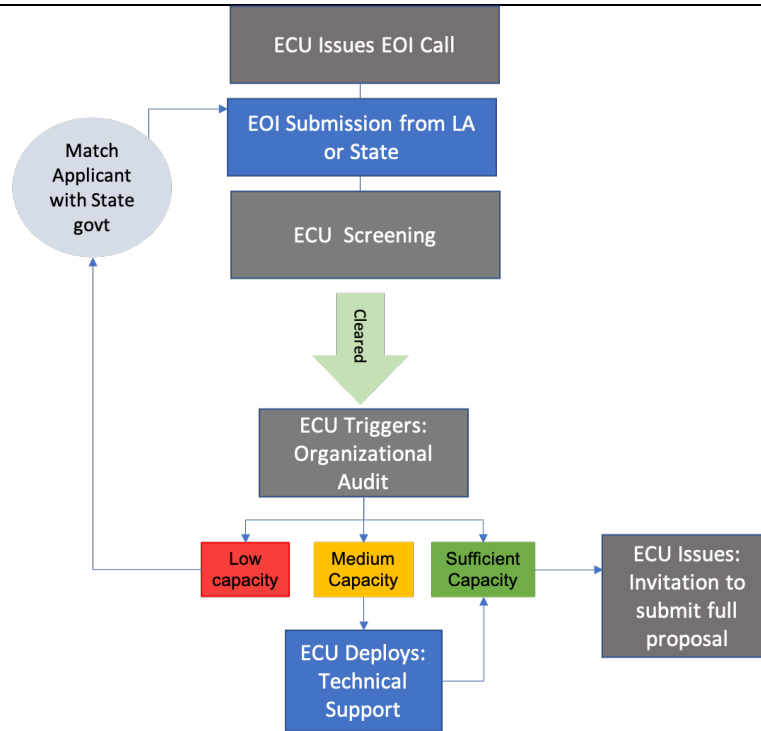 ECU Issues EOI Call
EOI Submission from LA
or State
Match
Applicant
with State
govt
ECU  Screening
Cleared
ECU Triggers:
Organizational
Audit
Low
capacity
Medium
Capacity
Sufficient
Capacity
ECU Issues:
Invitation to
submit full
proposal
ECU Deploys:
Technical
Support